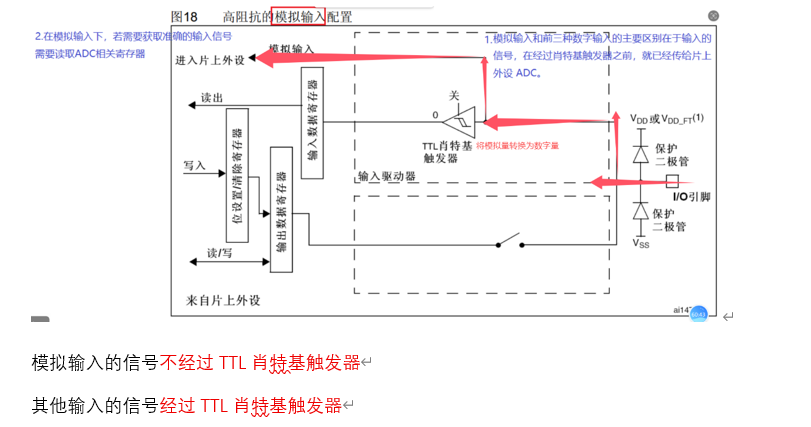 图18 高阻抗的模拟输入配置
2.在模拟输入下，若需要获取准确的输入信号
需要读取ADC相关寄存器
1.模拟输入和前三种数字输入的主要区别在于输入的
信号，在经过肖特基触发器之前，就已经传给片上
外设 ADC。
模拟输入
进入片上外设
读出
输入数据寄存器
关
0
TTL肖特基
触发器
将模拟量转换为数字量
VDD 或VDD_FT(1)
保护
二极管
写入
位设置/清除寄存器
输出数据寄存器
输入驱动器
I/O引脚
保护
二极管
VSS
读/写
来自片上外设
模拟输入的信号不经过 TTL 肖特基触发器
其他输入的信号经过 TTL 肖特基触发器